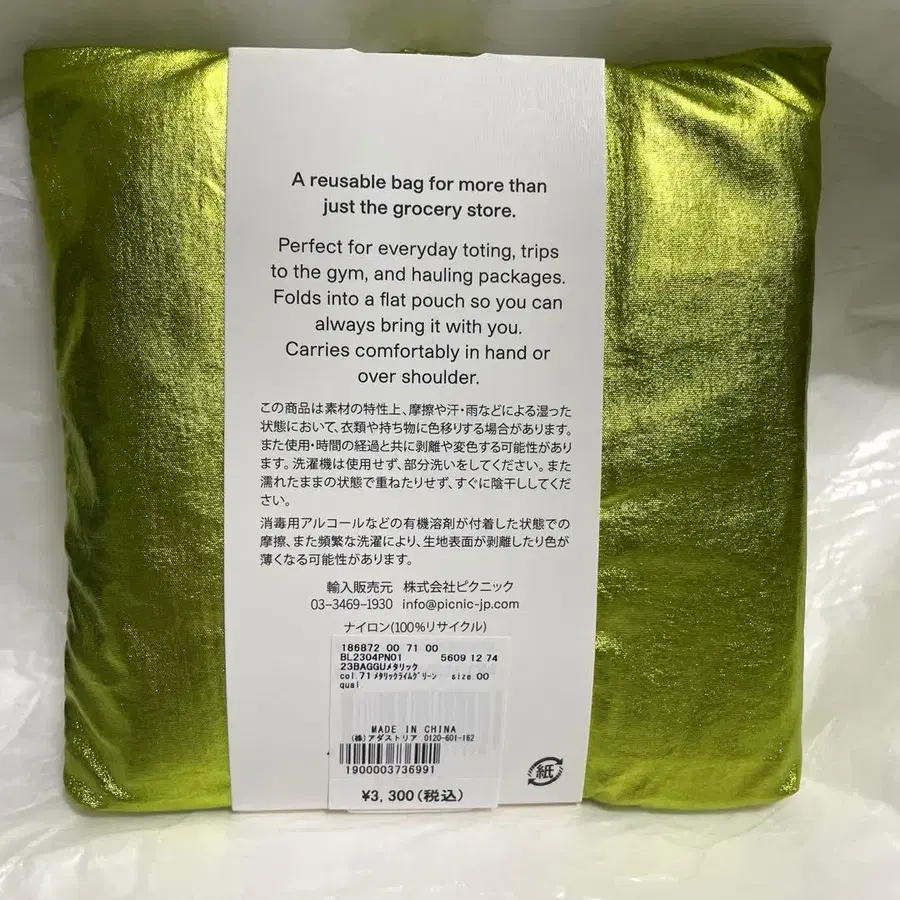 A reusable bag for more than
just the grocery store.
Perfect for everyday toting, trips
to the gym, and hauling packages.
Folds into a flat pouch so you can
always bring it with you.
Carries comfortably in hand or
over shoulder.
この商品は素材の特性上、摩擦や汗・雨などによる湿った
状態において、衣類や持ち物に色移りする場合があります。
また使用・時間の経過と共に剥離や変色する可能性があり
ます。洗濯機は使用せず、部分洗いをしてください。また
濡れたままの状態で重ねたりせず、すぐに陰干ししてくだ
さい。
消毒用アルコールなどの有機溶剤が付着した状態での
摩擦、また頻繁な洗濯により、生地表面が剥離したり色が
薄くなる可能性があります。
輸入販売元 株式会社ピクニック
03-3469-1930 info@picnic-jp.com
ナイロン(100%リサイクル)
186872 00 71 00
BL2304PN01 5609 12 74
23BAGGUメタリック
col.71 メタリックライムグリーン size.00
qual
MADE IN CHINA
(株)アダストリア 0120-601-162
1900003736991
¥3,300(税込)
紙